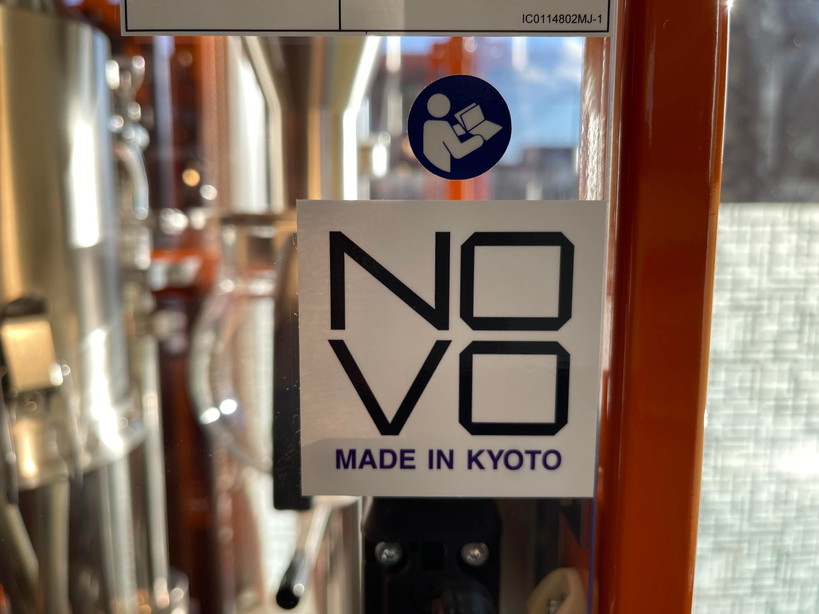 IC0114802MJ-1
NO
VO
MADE IN KYOTO